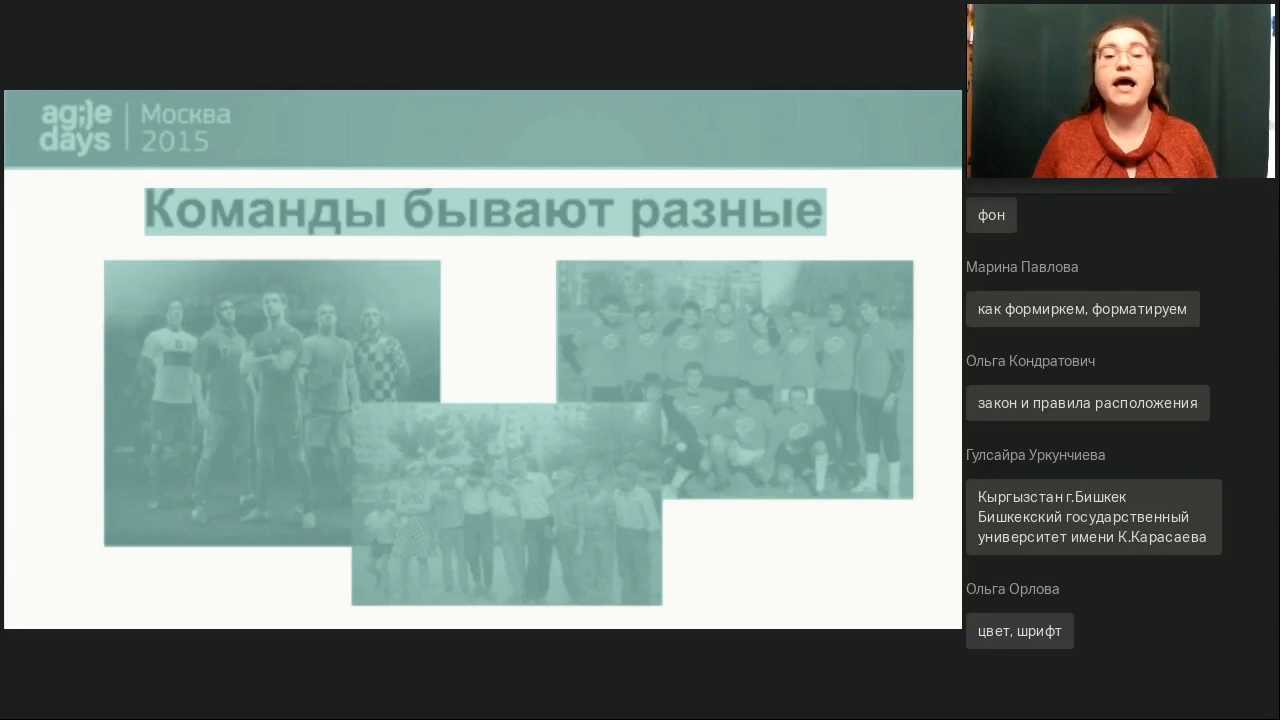 ag;)e
days
Москва
2015
Команды бывают разные
фон
Марина Павлова
как формиркем, форматируем
Ольга Кондратович
закон и правила расположения
Гулсайра Уркунчиева
Кыргызстан г.Бишкек
Бишкекский государственный
университет имени К.Карасаева
Ольга Орлова
цвет, шрифт